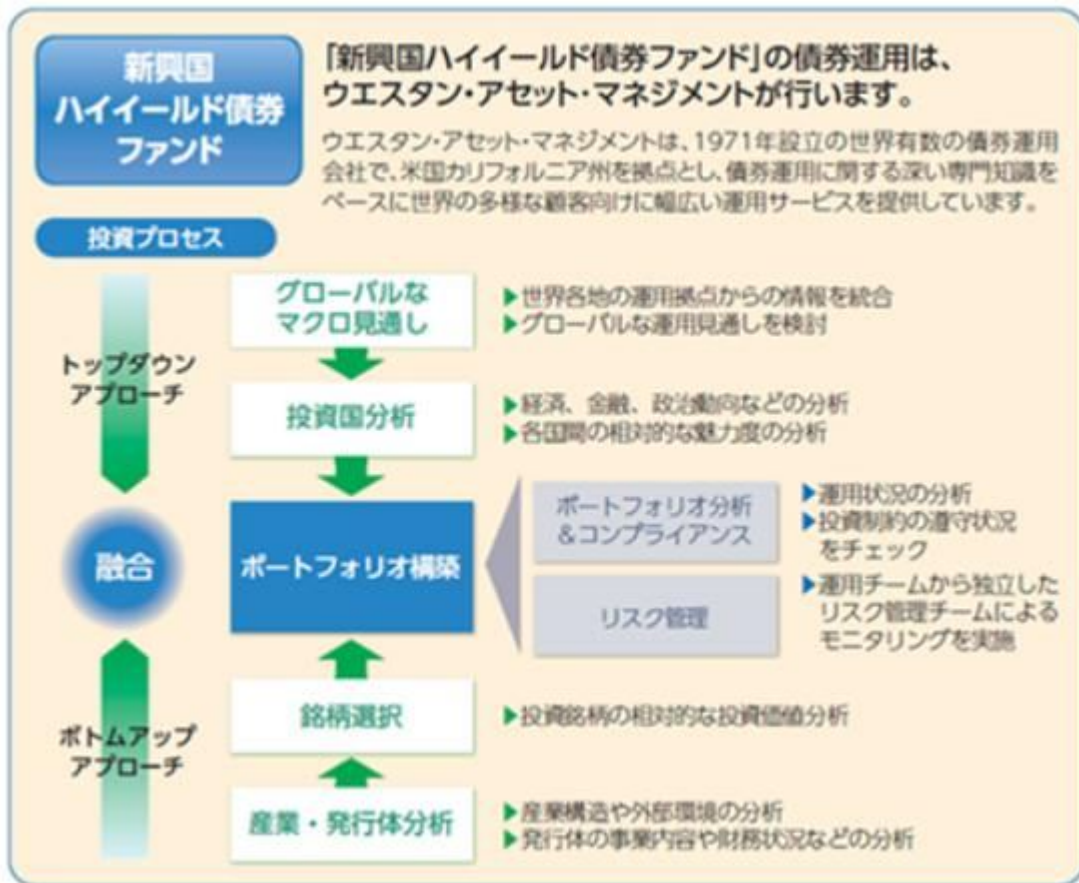 新興国
ハイイールド債券
ファンド
「新興国ハイイールド債券ファンド」の債券運用は、
ウエスタン・アセット・マネジメントが行います。
ウエスタン・アセット・マネジメントは、1971年設立の世界有数の債券運用
会社で、米国カリフォルニア州を拠点とし、債券運用に関する深い専門知識を
ベースに世界の多様な顧客向けに幅広い運用サービスを提供しています。
投資プロセス
トップダウン
アプローチ
融合
ボトムアップ
アプローチ
グローバルな
マクロ見通し
▶世界各地の運用拠点からの情報を統合
▶グローバルな運用見通しを検討
投資国分析
▶経済、金融、政治動向などの分析
▶各国間の相対的な魅力度の分析
ポートフォリオ構築
ポートフォリオ分析
&コンプライアンス
▶運用状況の分析
▶投資制約の遵守状況
をチェック
リスク管理
▶運用チームから独立した
リスク管理チームによる
モニタリングを実施
銘柄選択
▶投資銘柄の相対的な投資価値分析
産業・発行体分析
▶産業構造や外部環境の分析
▶発行体の事業内容や財務状況などの分析